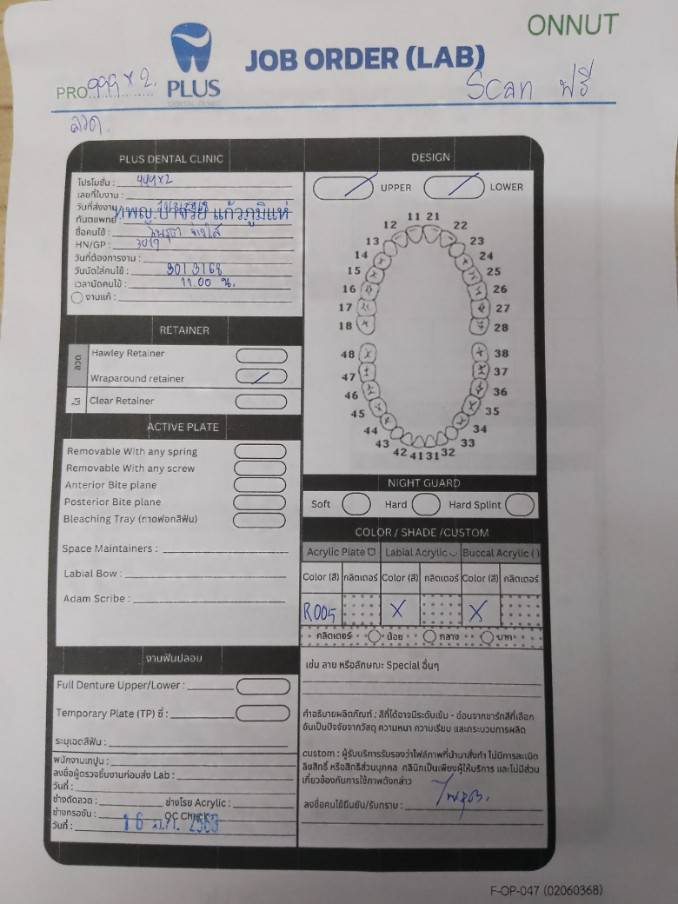 ONNUT
JOB ORDER (LAB)
PRO 999 x 2.
PLUS
DENTAL CLINIC
Scan ฟรี
ลวด.
PLUS DENTAL CLINIC
โปรโมชั่น : 999x2
เลขที่ใบงาน :
วันที่ส่งงาน
ทันตแพทย์ : ทพญ.ปาจรีย์ แก้วภูมิแห่
ชื่อคนไข้ :
HN/GP : 3019
วันที่ต้องการงาน :
วันนัดใส่คนไข้ : 30/3/68
เวลานัดคนไข้ : 11.00 น.
งานแก้ :
RETAINER
ลวด
Hawley Retainer
Wraparound retainer
ใส
Clear Retainer
ACTIVE PLATE
Removable With any spring
Removable With any screw
Anterior Bite plane
Posterior Bite plane
Bleaching Tray (ถาดฟอกสีฟัน)
Space Maintainers :
Labial Bow :
Adam Scribe :
งานฟันปลอม
Full Denture Upper/Lower :
Temporary Plate (TP) ซี่ :
ระบุเฉดสีฟัน :
พนักงานเทปูน :
ลงชื่อผู้ตรวจชิ้นงานก่อนส่ง Lab :
วันที่ :
ช่างดัดลวด :
ช่างโรย Acrylic :
ช่างกรอขัด :
QC Check :
วันที่ :
DESIGN
UPPER
LOWER
11 21
12 22
13 23
14 24
15 25
16 26
17 27
18 28
48 38
47 37
46 36
45 35
44 34
43 33
42 41 31 32
NIGHT GUARD
Soft Hard Hard Splint
COLOR / SHADE /CUSTOM
Acrylic Plate Labial Acrylic Buccal Acrylic ( )
Color (สี) กลิตเตอร์ Color (สี) กลิตเตอร์ Color (สี) กลิตเตอร์
R005 X X
กลิตเตอร์ น้อย กลาง มาก
เช่น ลาย หรือลักษณะ Special อื่นๆ
คำอธิบายผลิตภัณฑ์ : สีที่ได้อาจมีระดับเข้ม - อ่อนจากชาร์ทสีที่เลือก
อันเป็นปัจจัยจากวัสดุ ความหนา ความเรียบ และกระบวนการผลิต
custom : ผู้รับบริการรับรองว่าไฟล์ภาพที่นำมาสั่งทำ ไม่มีการละเมิด
ลิขสิทธิ์ หรือสิทธิส่วนบุคคล คลินิกเป็นเพียงผู้ให้บริการ และไม่มีส่วน
เกี่ยวข้องกับการใช้ภาพดังกล่าว
ลงชื่อคนไข้ยืนยัน/รับทราบ :
F-OP-047 (02060368)